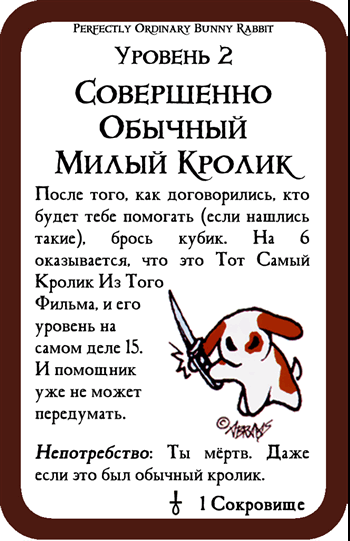 Perfectly Ordinary Bunny Rabbit
Уровень 2
Совершенно
Обычный
Милый Кролик
После того, как договорились, кто
будет тебе помогать (если нашлись
такие), брось кубик. На 6
оказывается, что это Тот Самый
Кролик Из Того
Фильма, и его
уровень на
самом деле 15.
И помощник
уже не может
передумать.
©Abrams
Непотребство: Ты мёртв. Даже
если это был обычный кролик.
1 Сокровище